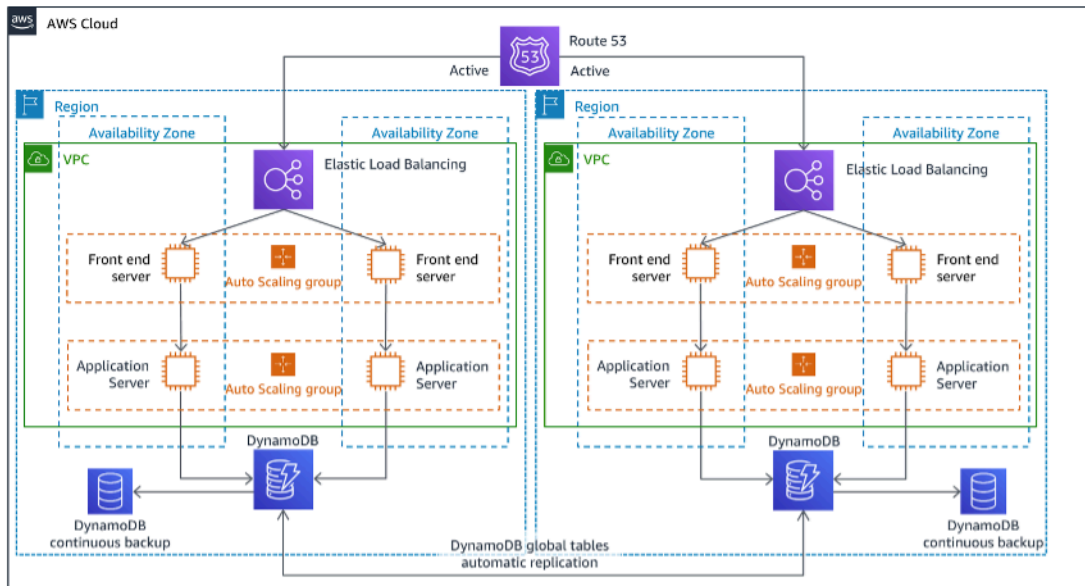 aws
AWS Cloud
Route 53
53
Active
Active
Region
Region
Availability Zone
Availability Zone
Availability Zone
Availability Zone
VPC
VPC
Elastic Load Balancing
Elastic Load Balancing
Front end
server
Auto Scaling group
Front end
server
Front end
server
Auto Scaling group
Front end
server
Application
Server
Auto Scaling group
Application
Server
Application
Server
Auto Scaling group
Application
Server
DynamoDB
DynamoDB
DynamoDB
continuous backup
DynamoDB
continuous backup
DynamoDB global tables
automatic replication